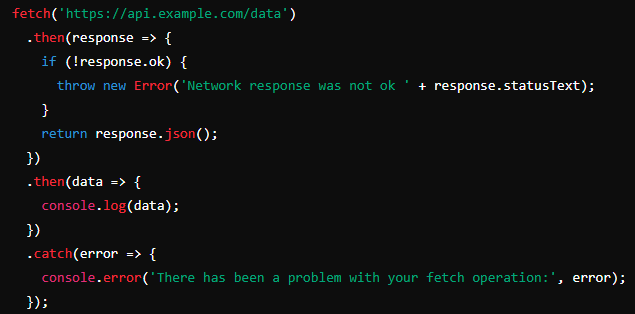 fetch('https://api.example.com/data')
  .then(response => {
    if (!response.ok) {
      throw new Error('Network response was not ok ' + response.statusText);
    }
    return response.json();
  })
  .then(data => {
    console.log(data);
  })
  .catch(error => {
    console.error('There has been a problem with your fetch operation:', error);
  });